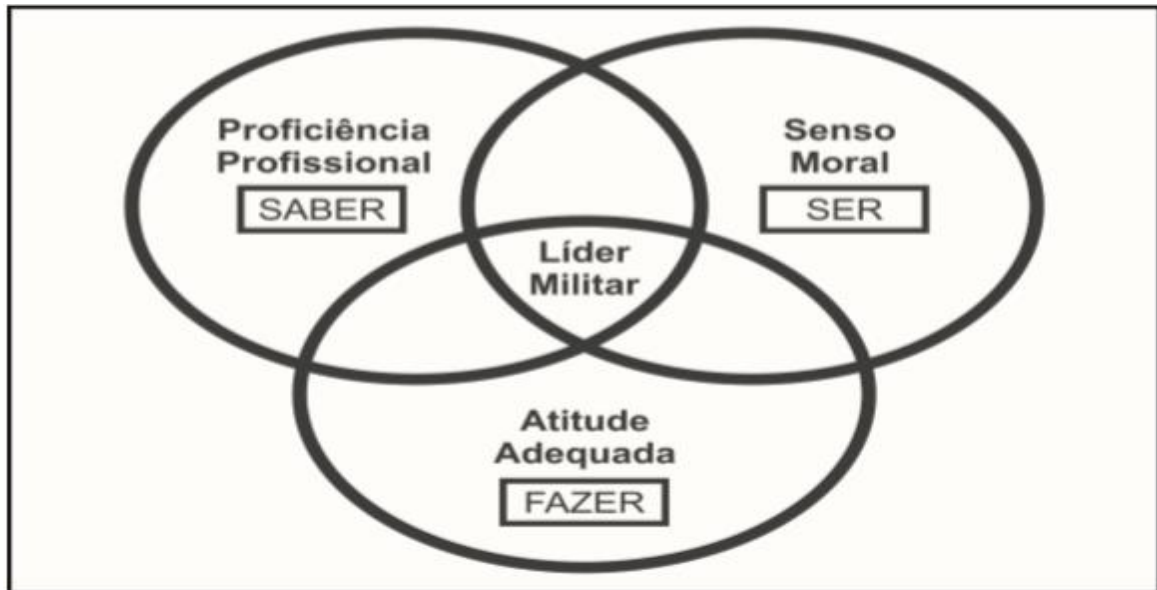 Proficiência
Profissional
SABER
Senso
Moral
SER
Líder
Militar
Atitude
Adequada
FAZER